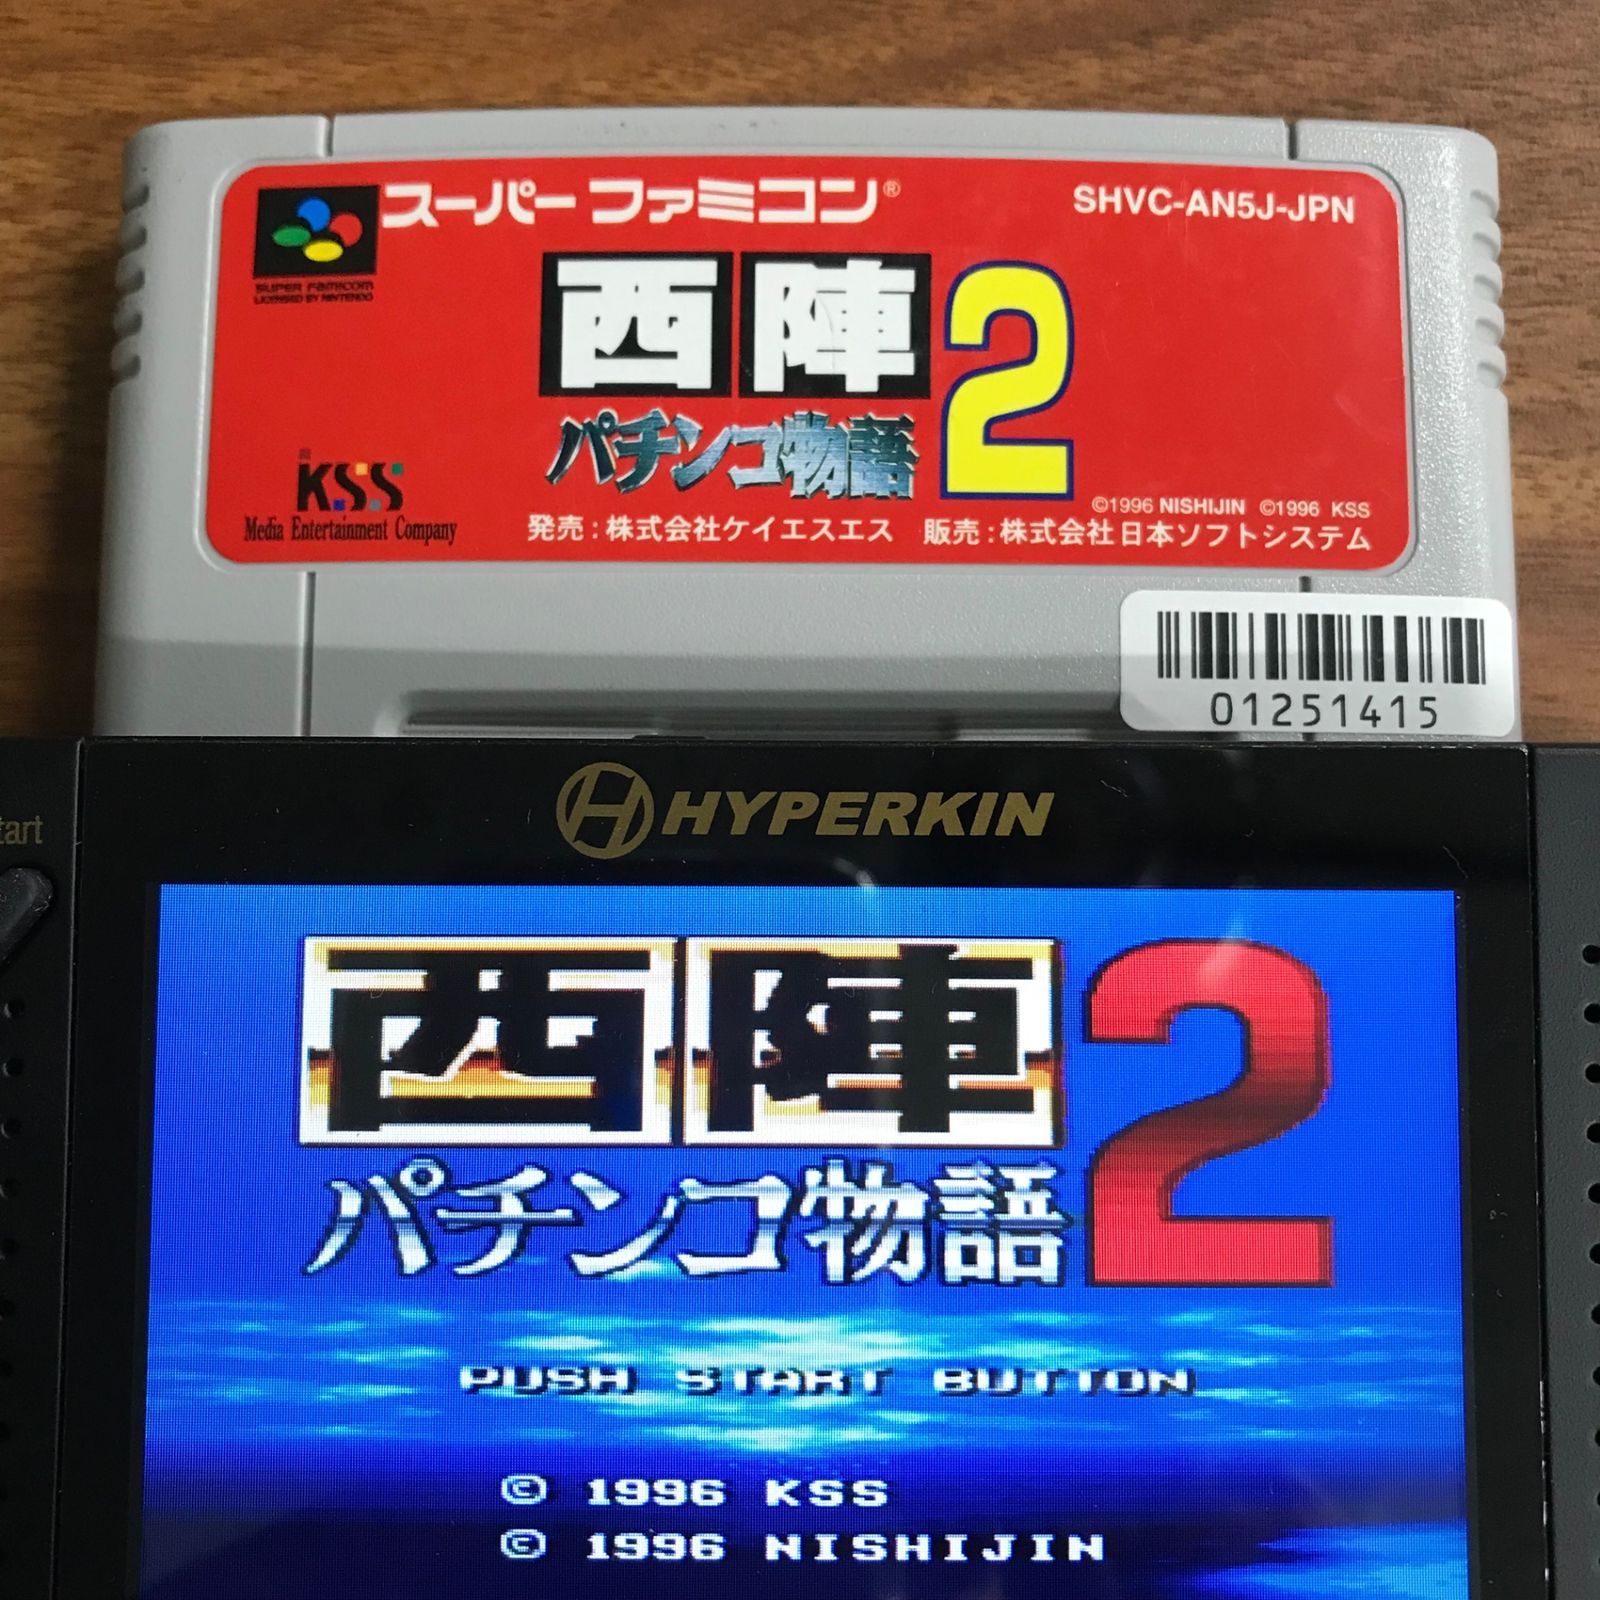 スーパーファミコン®
SHVC-AN5J-JPN
SUPER FAMICOM
LICENSED BY NINTENDO
西陣2
パチンコ物語
KSS
Media Entertainment Company
©1996 NISHIJIN ©1996 KSS
発売:株式会社ケイエスエス 販売:株式会社日本ソフトシステム
01251415
HYPERKIN
tart
西陣2
パチンコ物語
PUSH START BUTTON
© 1996 KSS
© 1996 NISHIJIN